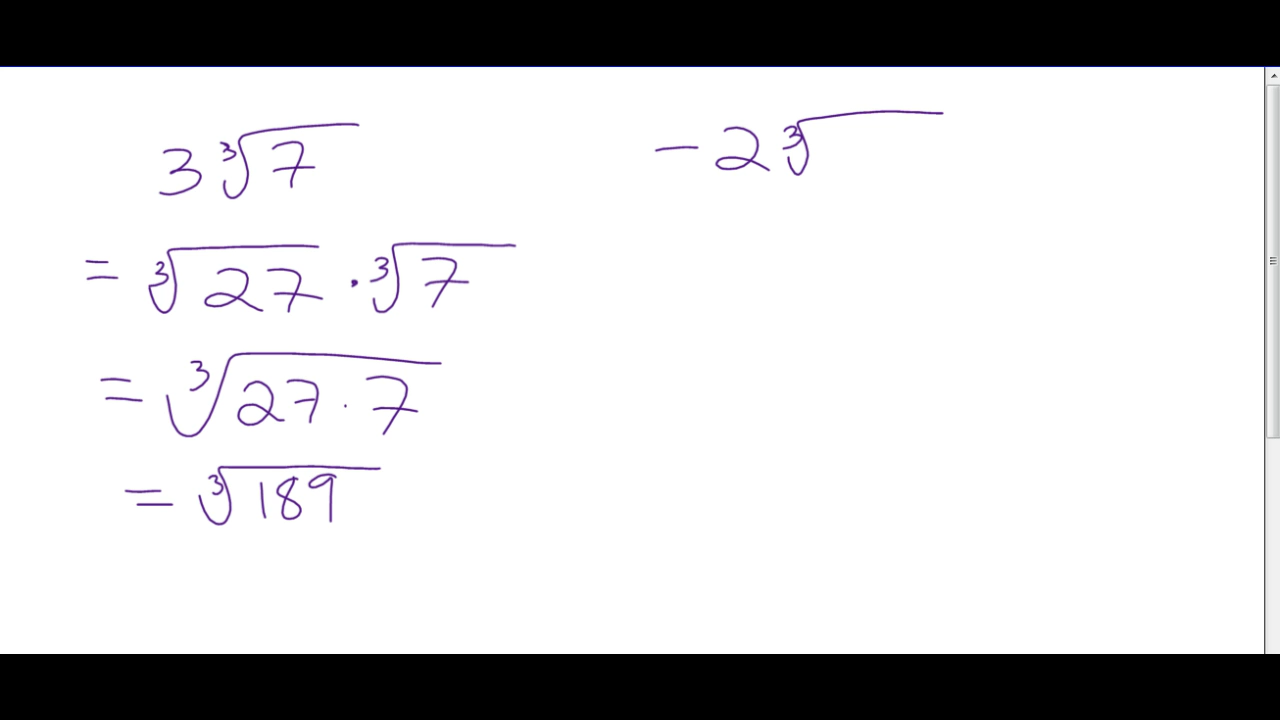 3∛7
= ∛27 · ∛7
= ∛27 · 7
= ∛189
-2∛